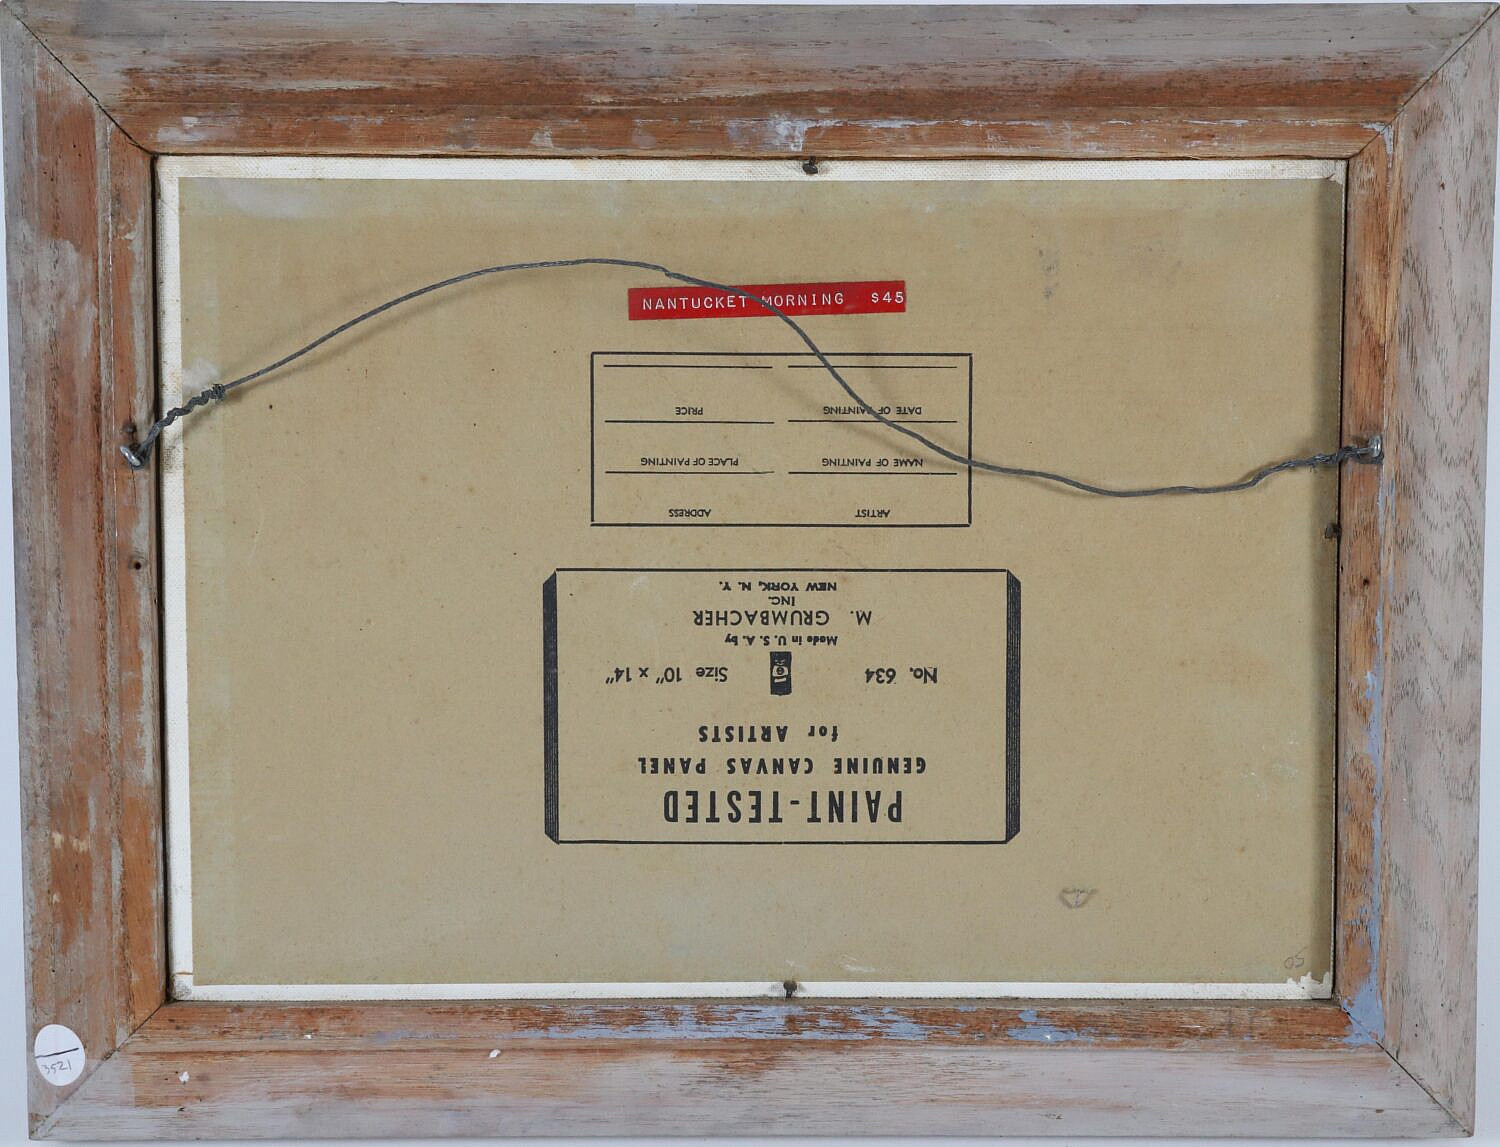 NANTUCKET MORNING $45
PAINT-TESTED
GENUINE CANVAS PANEL
for ARTISTS
No. 634 Size 10" x 14"
Made in U. S. A. by
M. GRUMBACHER
INC.
NEW YORK, N. Y.
ARTIST ADDRESS
NAME OF PAINTING PLACE OF PAINTING
DATE OF PAINTING PRICE
3521